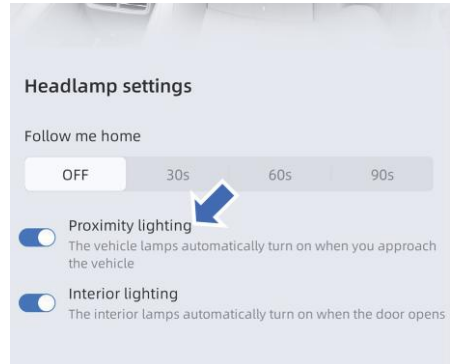 Headlamp settings
Follow me home
OFF 30s 60s 90s
Proximity lighting
The vehicle lamps automatically turn on when you approach
the vehicle
Interior lighting
The interior lamps automatically turn on when the door opens